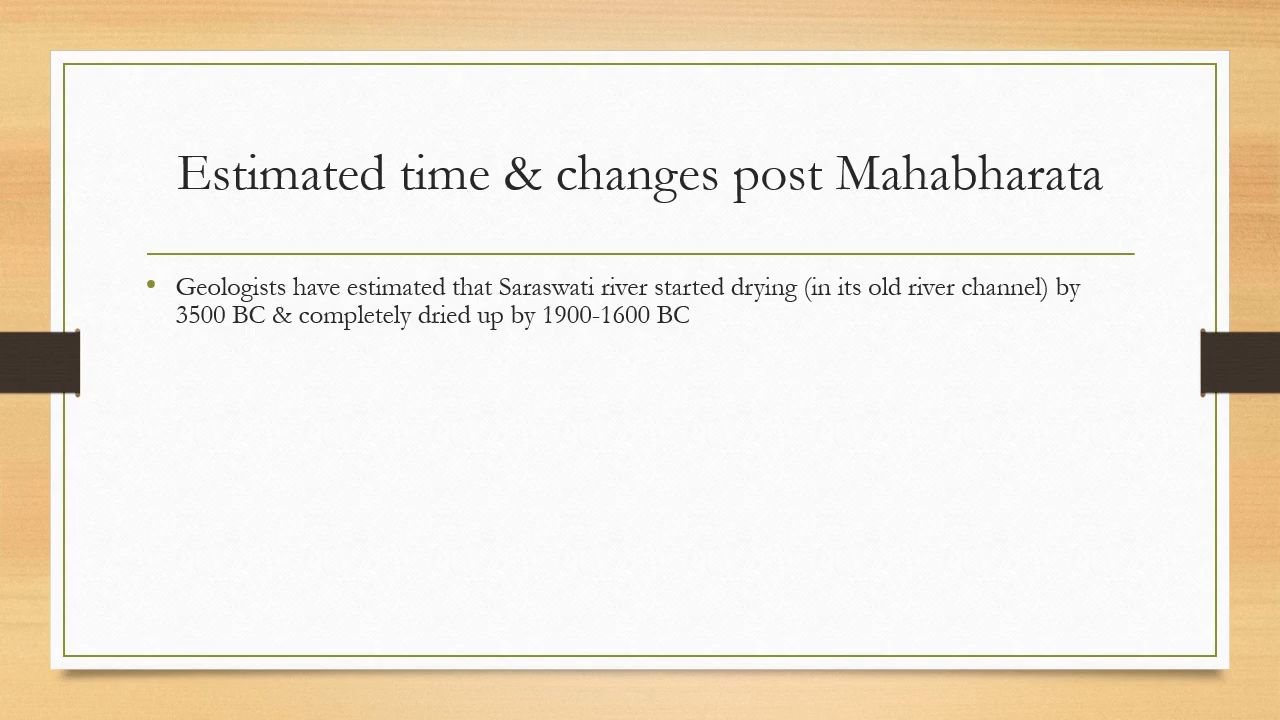 Estimated time & changes post Mahabharata
• Geologists have estimated that Saraswati river started drying (in its old river channel) by
3500 BC & completely dried up by 1900-1600 BC